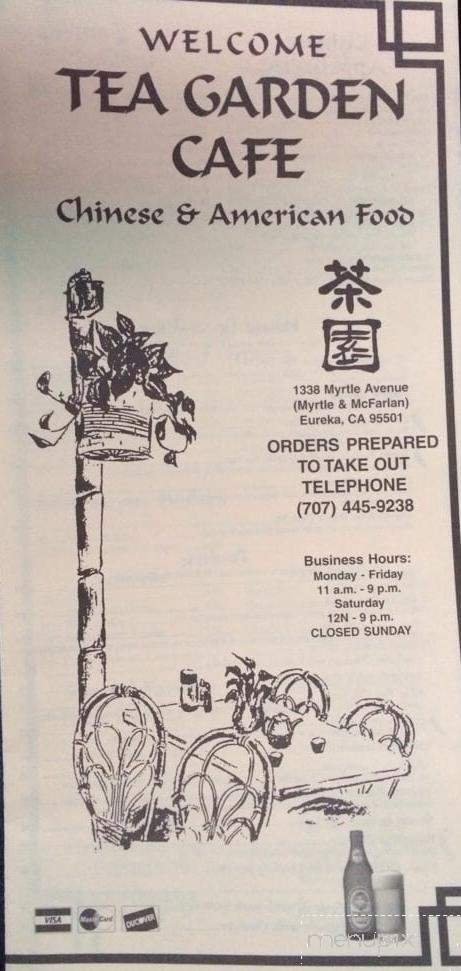 WELCOME
TEA GARDEN
CAFE
Chinese & American Food
茶
園
1338 Myrtle Avenue
(Myrtle & McFarlan)
Eureka, CA 95501
ORDERS PREPARED
TO TAKE OUT
TELEPHONE
(707) 445-9238
Business Hours:
Monday - Friday
11 a.m. - 9 p.m.
Saturday
12N - 9 p.m.
CLOSED SUNDAY
VISA MasterCard DISCOVER
menupix